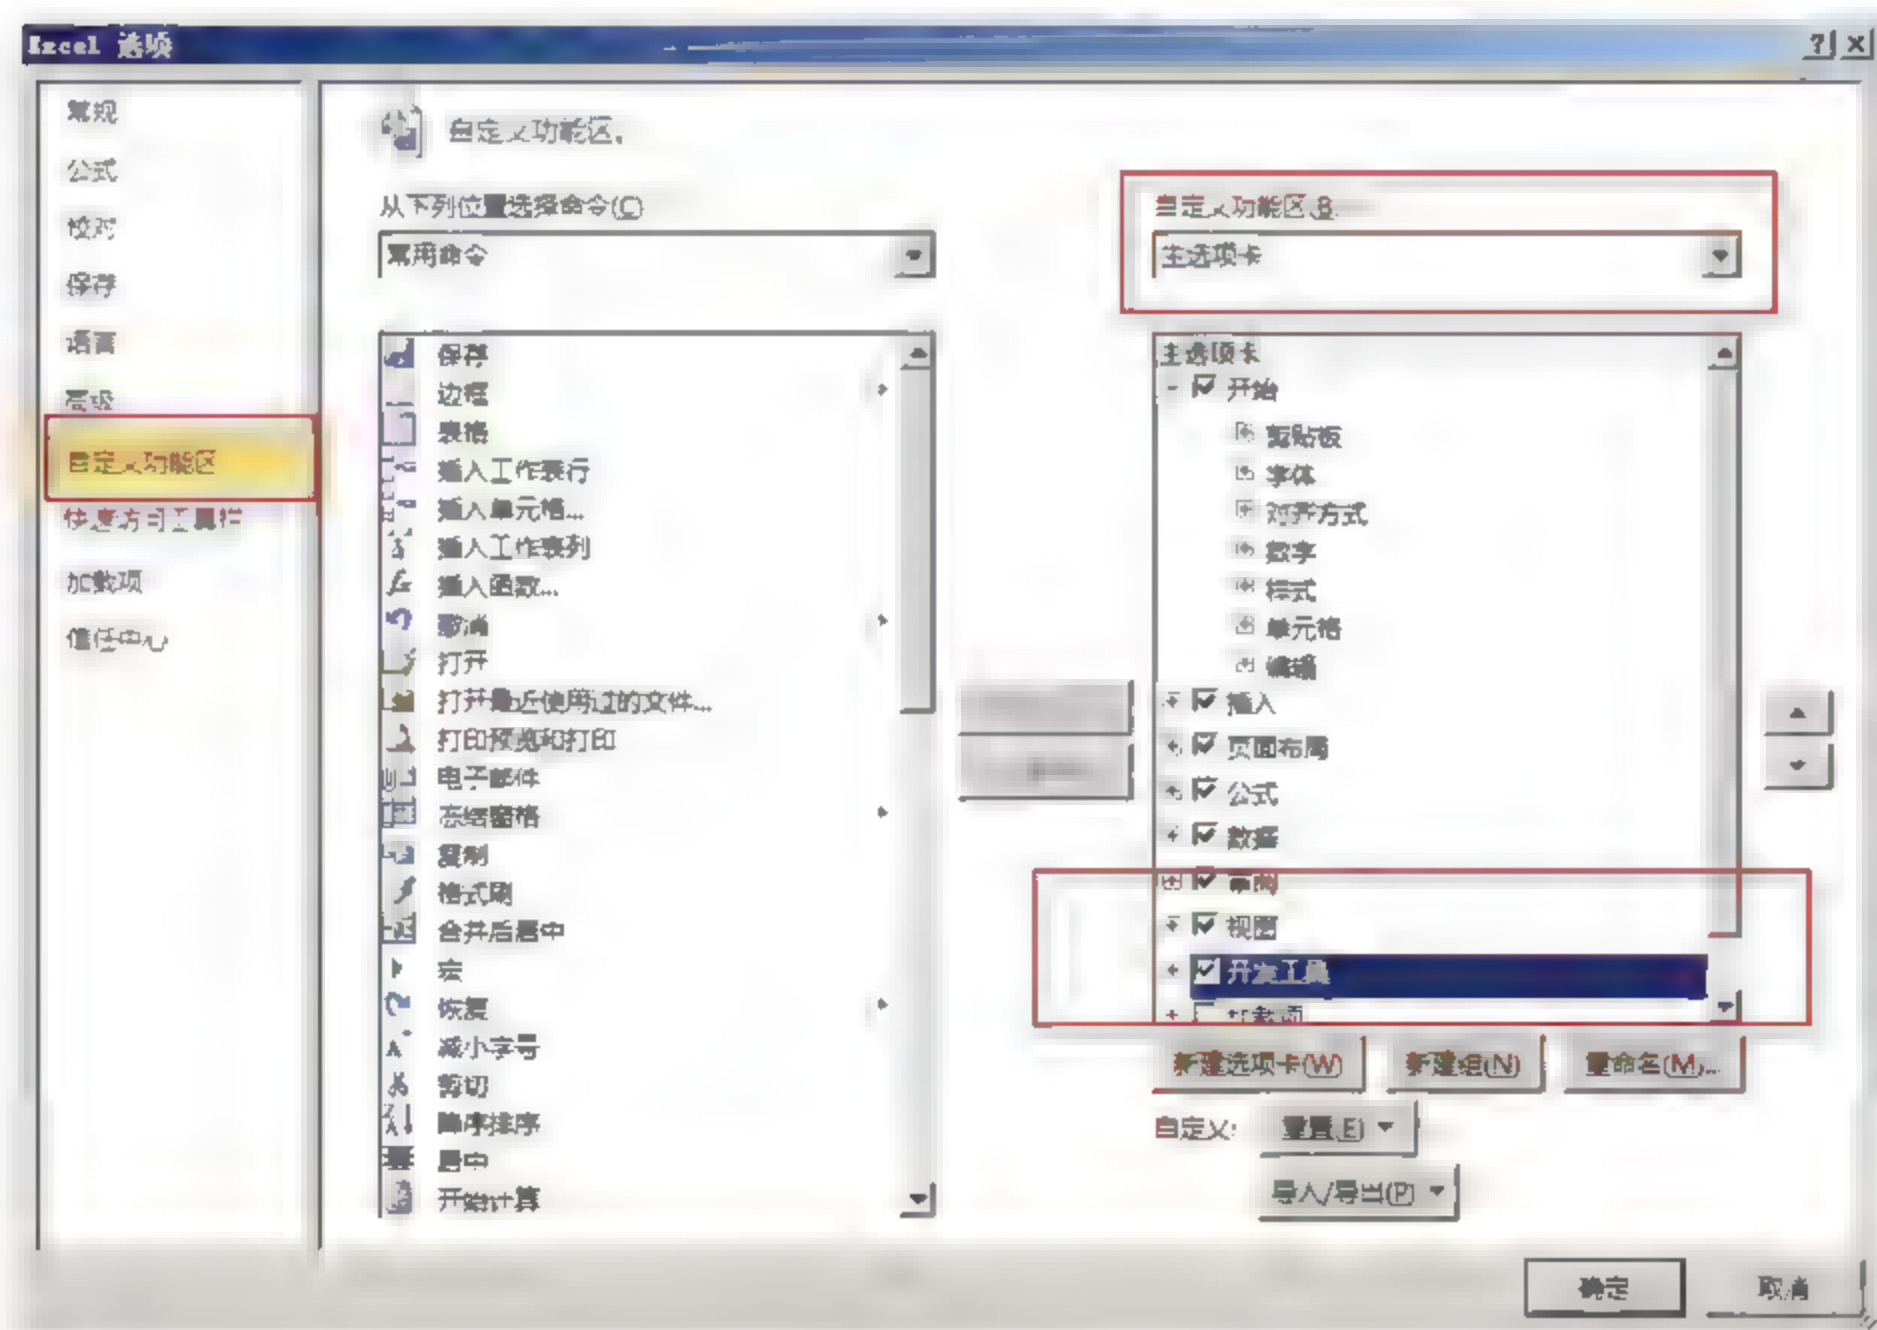 Excel 选项
常规
公式
校对
保存
语言
高级
自定义功能区
快速访问工具栏
加载项
信任中心
自定义功能区。
从下列位置选择命令(C)
常用命令
保存
边框
表格
插入工作表行
插入单元格...
插入工作表列
插入函数...
撤消
打开
打开最近使用过的文件...
打印预览和打印
电子邮件
冻结窗格
复制
格式刷
合并后居中
宏
恢复
减小字号
剪切
降序排序
居中
开始计算
自定义功能区(B)
主选项卡
主选项卡
开始
剪贴板
字体
对齐方式
数字
样式
单元格
编辑
插入
页面布局
公式
数据
审阅
视图
开发工具
加载项
新建选项卡(W)
新建组(N)
重命名(M)...
自定义:
重置(E)
导入/导出(P)
确定
取消